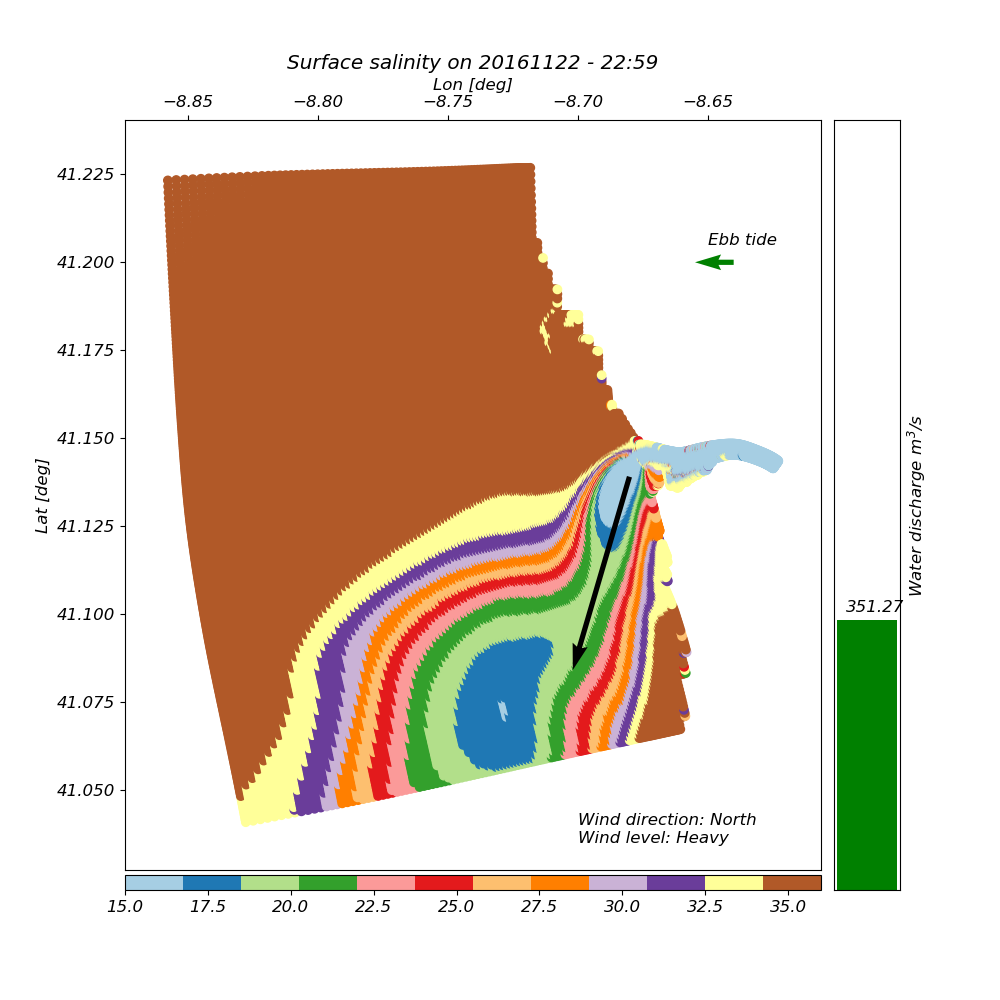 Surface salinity on 20161122 - 22:59
Lon [deg]
−8.85 −8.80 −8.75 −8.70 −8.65
41.225
41.200
41.175
41.150
41.125
41.100
41.075
41.050
Lat [deg]
Ebb tide
Water discharge m³/s
351.27
Wind direction: North
Wind level: Heavy
15.0 17.5 20.0 22.5 25.0 27.5 30.0 32.5 35.0